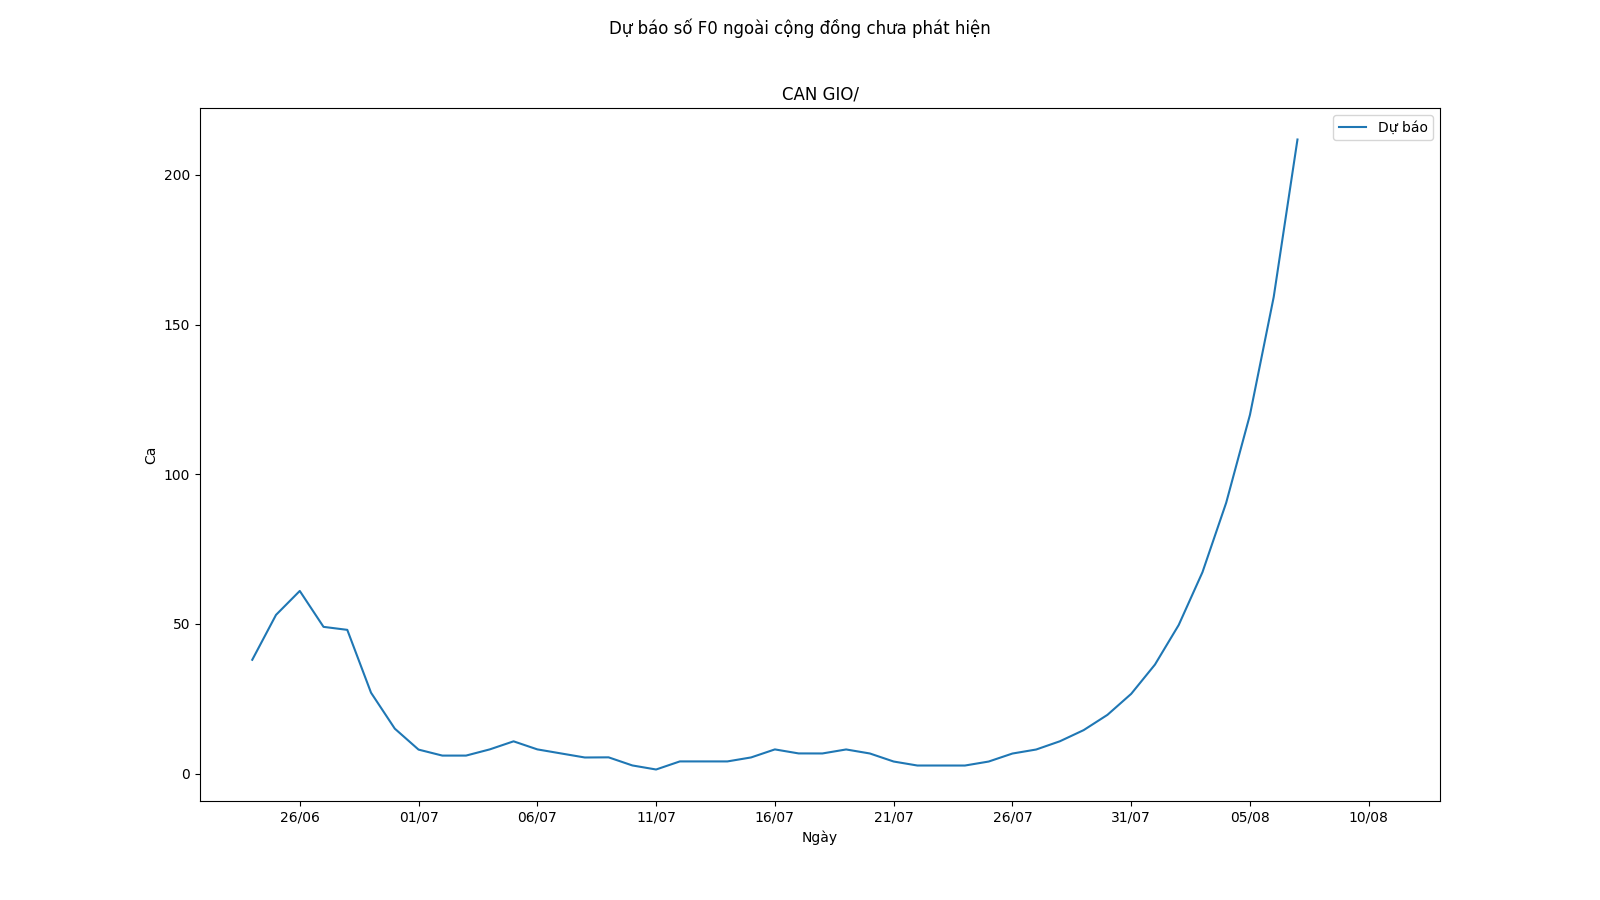 Dự báo số F0 ngoài cộng đồng chưa phát hiện
CAN GIO/
Dự báo
200
150
100
50
0
Ca
26/06 01/07 06/07 11/07 16/07 21/07 26/07 31/07 05/08 10/08
Ngày